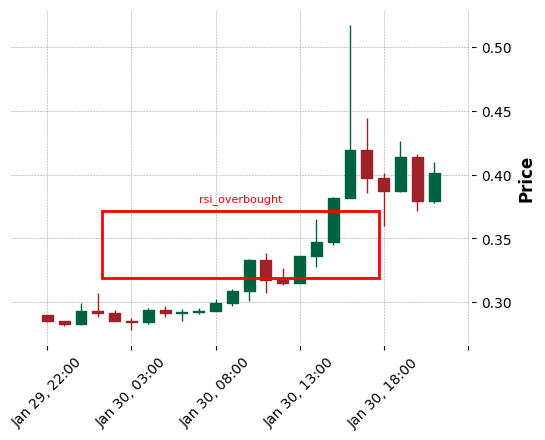 0.50
0.45
0.40
0.35
0.30
Price
rsi_overbought
Jan 29, 22:00
Jan 30, 03:00
Jan 30, 08:00
Jan 30, 13:00
Jan 30, 18:00